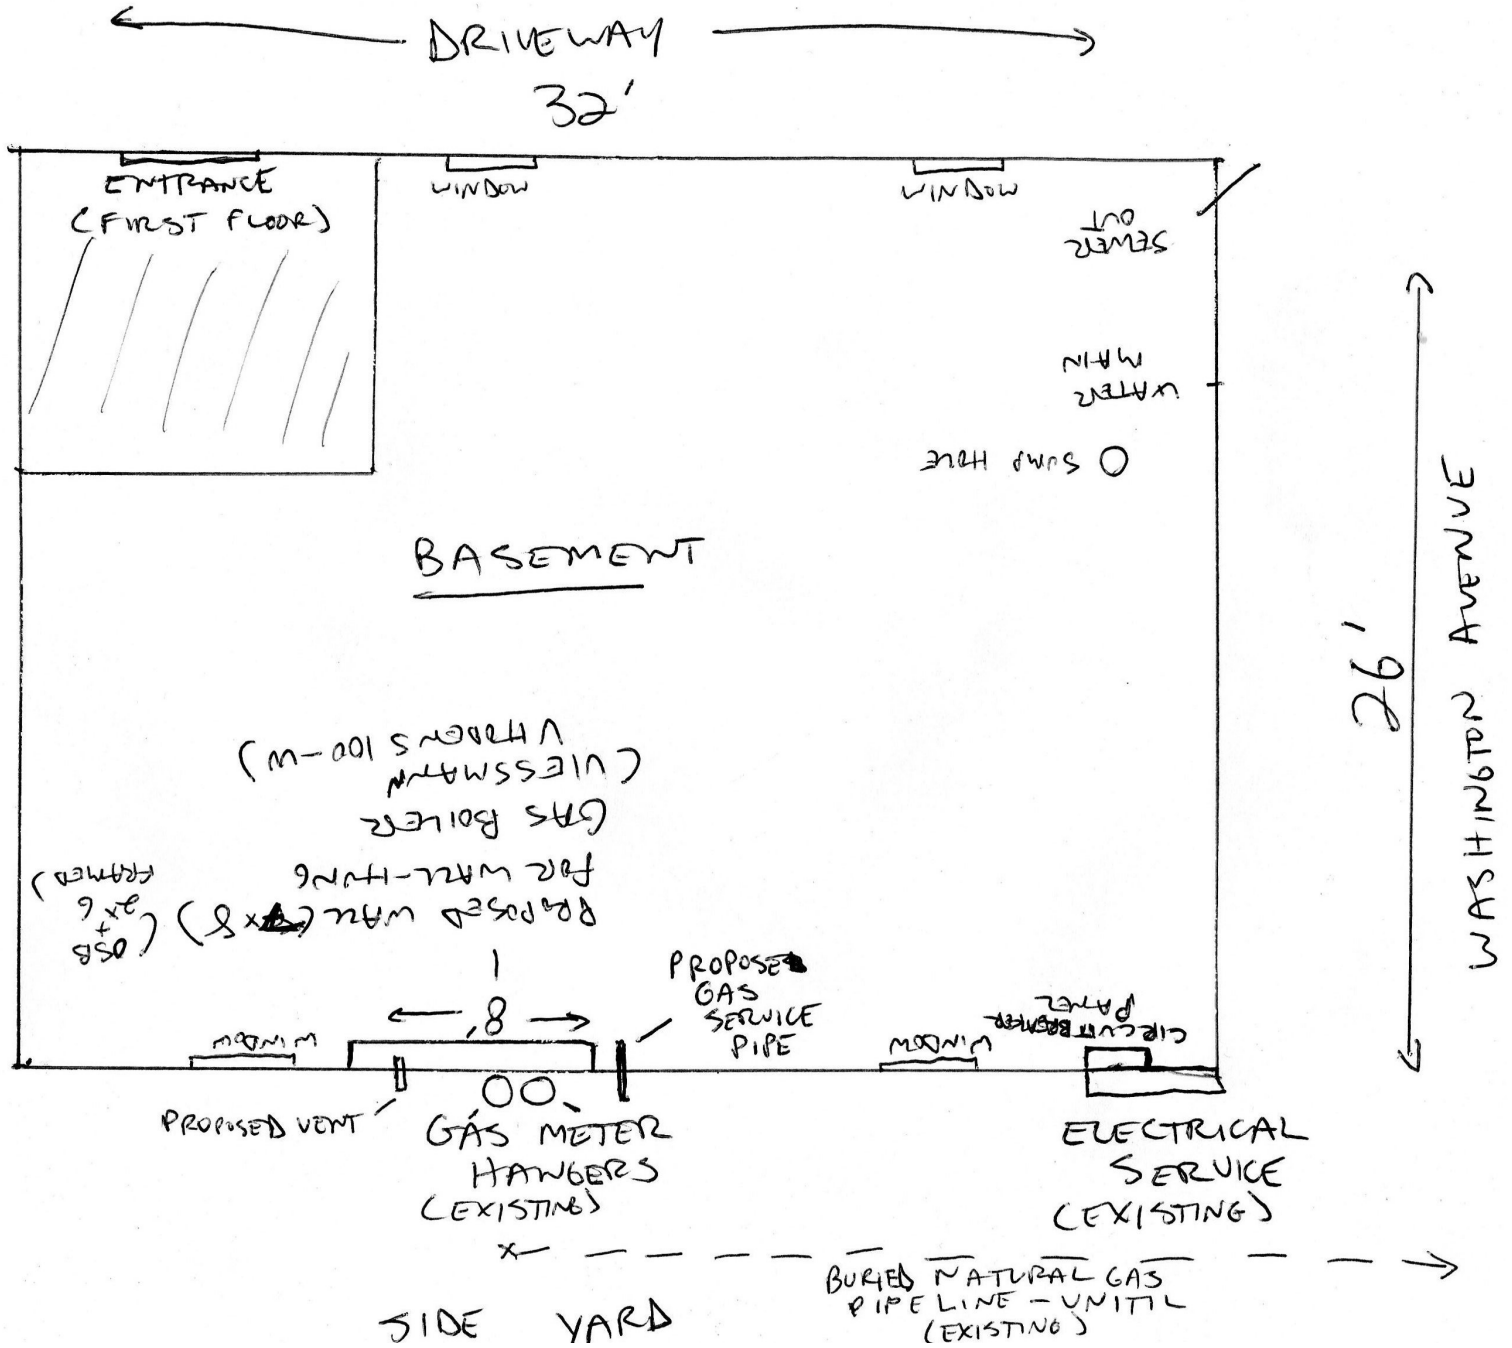 DRIVEWAY
32'
ENTRANCE
(FIRST FLOOR)
WINDOW
WINDOW
SEWER
OUT
WATER
MAIN
SUMP HOLE
BASEMENT
26'
WASHINGTON AVENUE
PROPOSED WALL ( x 8)
FOR WALL-HUNG
GAS BOILER
(VIESSMANN
VITODENS 100-W)
(OSB
+
2x6
FRAMED)
8'
PROPOSED
GAS
SERVICE
PIPE
WINDOW
WINDOW
CIRCUIT BREAKER
PANEL
PROPOSED VENT
GAS METER
HANGERS
(EXISTING)
ELECTRICAL
SERVICE
(EXISTING)
x
BURIED NATURAL GAS
PIPELINE - UNITIL
(EXISTING)
SIDE YARD